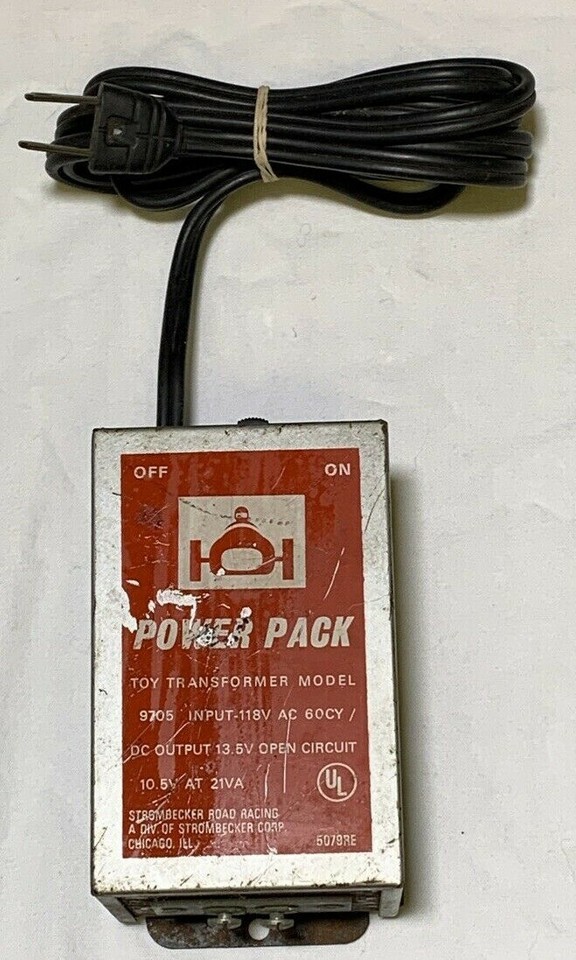 OFF ON
POWER PACK
TOY TRANSFORMER MODEL
9705 INPUT-118V AC 60CY /
DC OUTPUT 13.5V OPEN CIRCUIT
10.5V AT 21VA
UL
STROMBECKER ROAD RACING
A DIV. OF STROMBECKER CORP.
CHICAGO, ILL. 5079RE